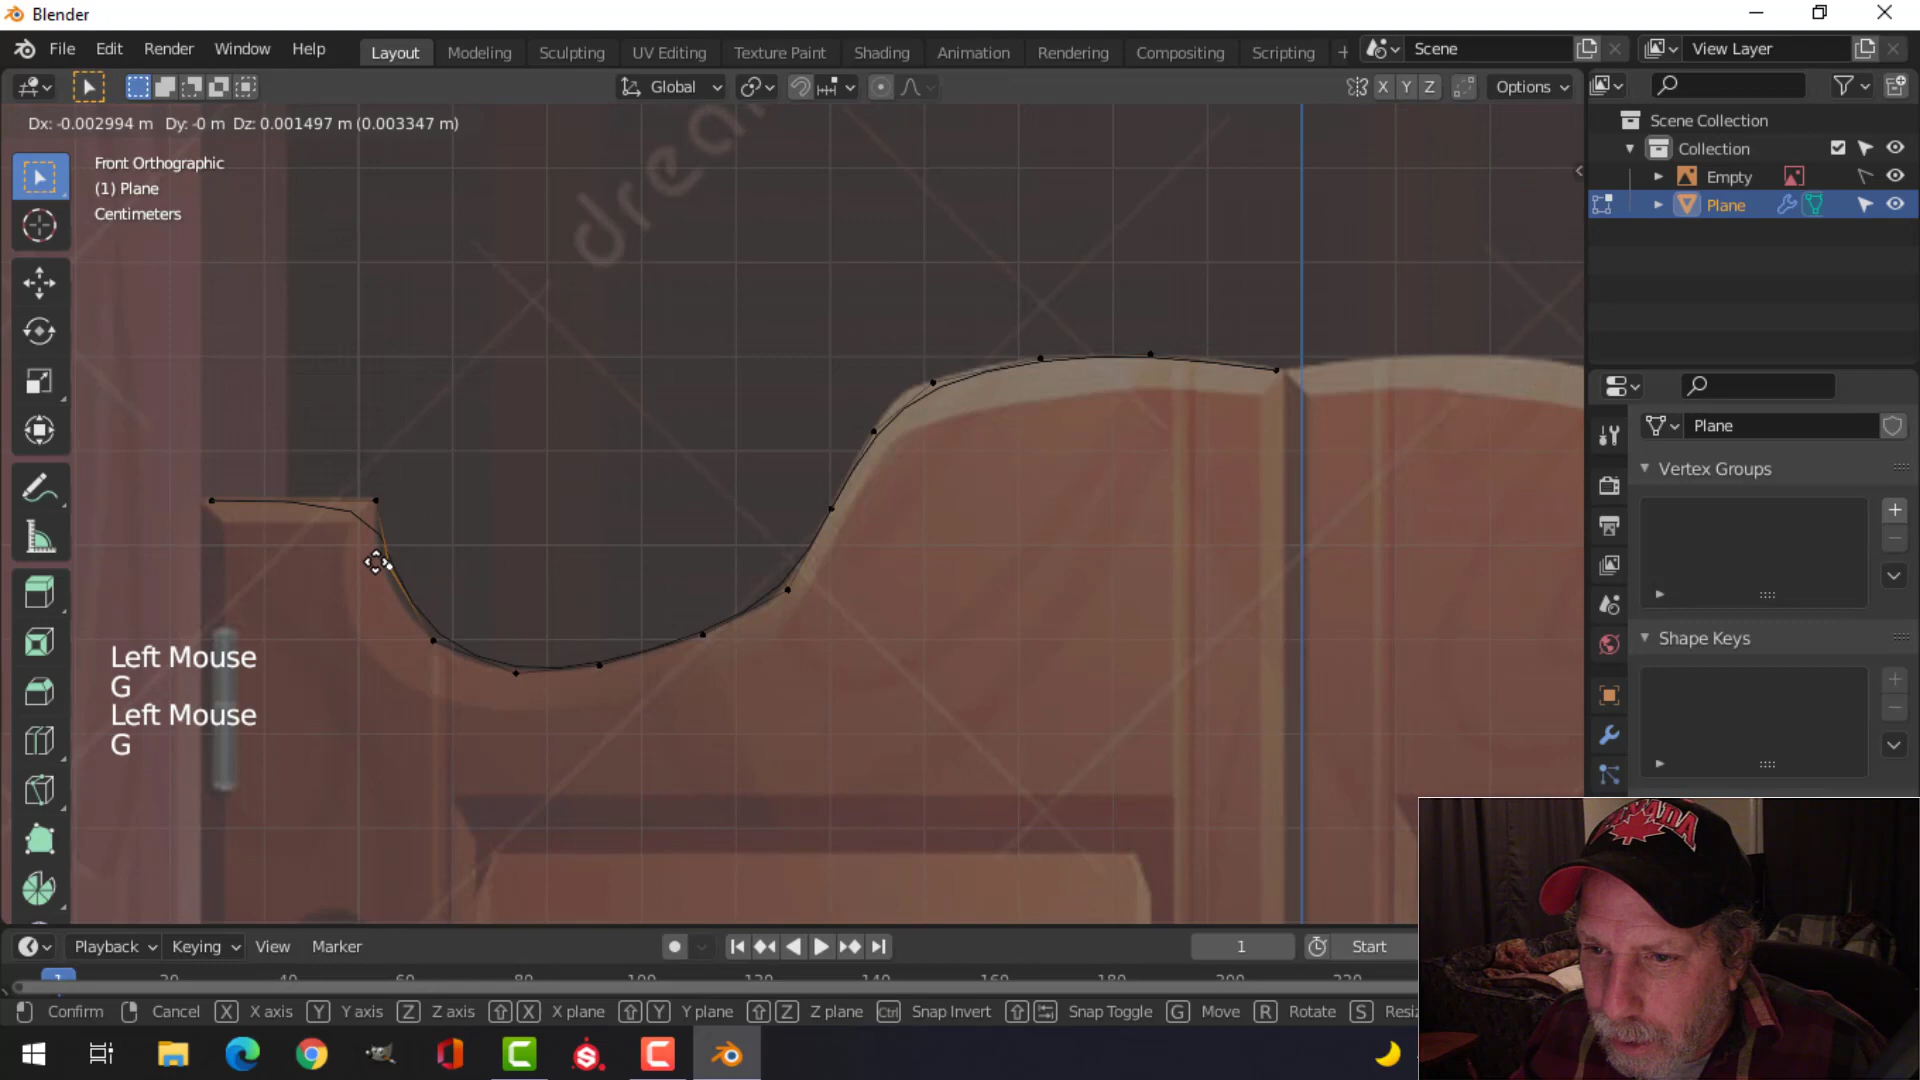 Blender
File Edit Render Window Help Layout Modeling Sculpting UV Editing Texture Paint Shading Animation Rendering Compositing Scripting + Scene View Layer
Global X Y Z Options
Dx: -0.002994 m Dy: -0 m Dz: 0.001497 m (0.003347 m)
Front Orthographic
(1) Plane
Centimeters
Scene Collection
Collection
Empty
Plane
Plane
Vertex Groups
Shape Keys
Left Mouse
G
Left Mouse
G
Playback Keying View Marker 1 Start
1
Confirm Cancel X X axis Y Y axis Z Z axis X X plane Y Y plane Z Z plane Ctrl Snap Invert Snap Toggle G Move R Rotate S
CANADA